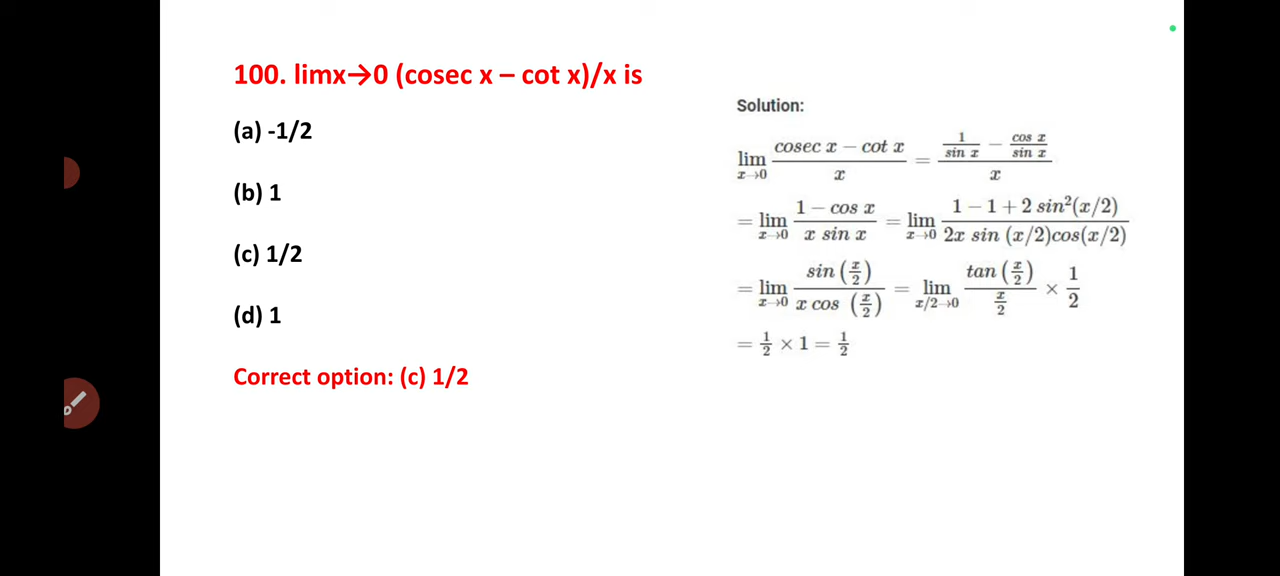 100. limx→0 (cosec x – cot x)/x is
(a) -1/2
(b) 1
(c) 1/2
(d) 1
Correct option: (c) 1/2
Solution:
lim x→0 (cosec x − cot x)/x = (1/sin x − cos x/sin x)/x
= lim x→0 (1 − cos x)/(x sin x) = lim x→0 (1 − 1 + 2 sin²(x/2))/(2x sin (x/2)cos(x/2))
= lim x→0 sin (x/2)/(x cos (x/2)) = lim x/2→0 tan (x/2)/(x/2) × 1/2
= 1/2 × 1 = 1/2